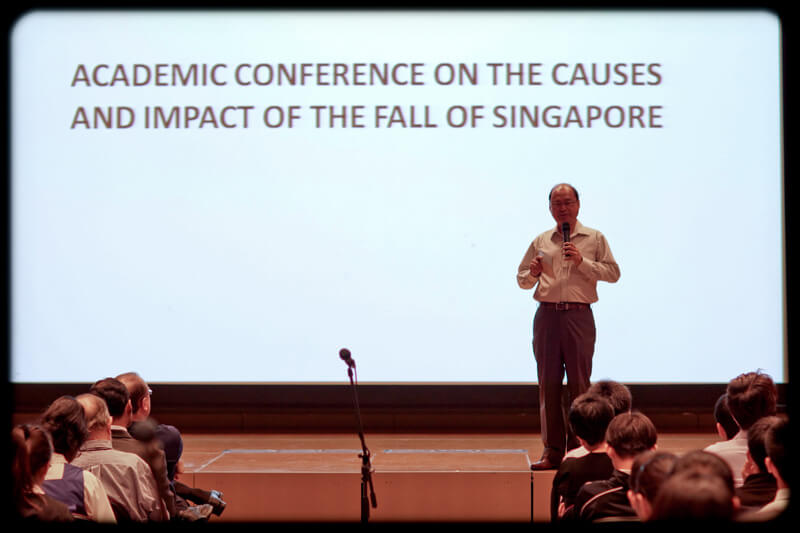 ACADEMIC CONFERENCE ON THE CAUSES
AND IMPACT OF THE FALL OF SINGAPORE